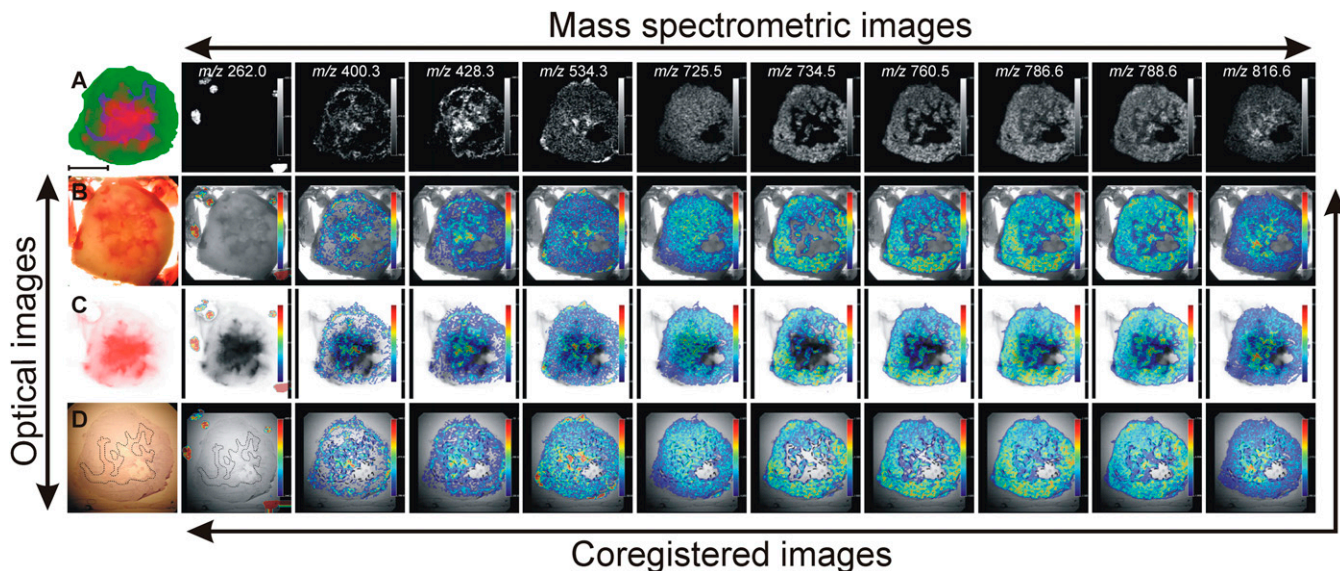 Mass spectrometric images
A
m/z 262.0
m/z 400.3
m/z 428.3
m/z 534.3
m/z 725.5
m/z 734.5
m/z 760.5
m/z 786.6
m/z 788.6
m/z 816.6
Optical images
B
C
D
Coregistered images